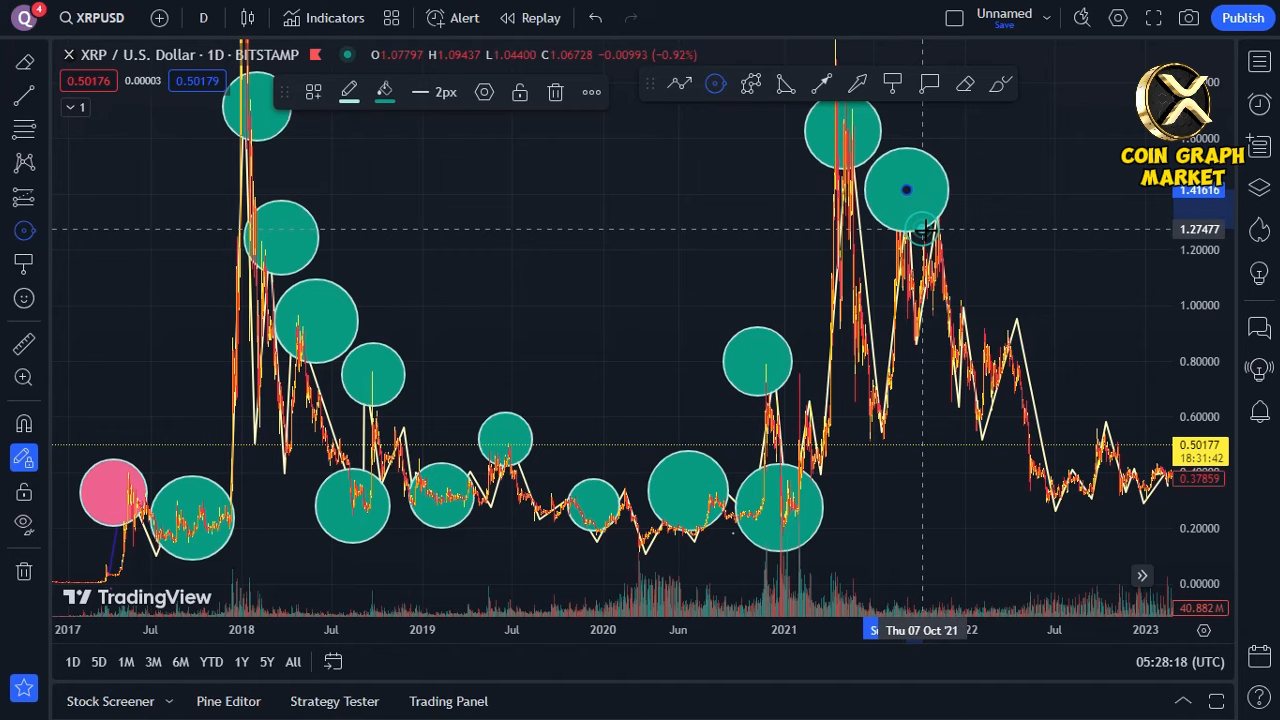 Q 4 XRPUSD D Indicators Alert Replay Unnamed Save Publish
XRP / U.S. Dollar · 1D · BITSTAMP O1.07797 H1.09437 L1.04400 C1.06728 -0.00993 (-0.92%)
0.50176 0.00003 0.50179
2px
1
COIN GRAPH
MARKET
1.60000
1.41616
1.27477
1.20000
1.00000
0.80000
0.60000
0.50177
18:31:42
0.37859
0.20000
0.00000
TradingView
40.882M
2017 Jul 2018 Jul 2019 Jul 2020 Jun 2021 Thu 07 Oct '21 Jul 2023
1D 5D 1M 3M 6M YTD 1Y 5Y All 05:28:18 (UTC)
Stock Screener Pine Editor Strategy Tester Trading Panel